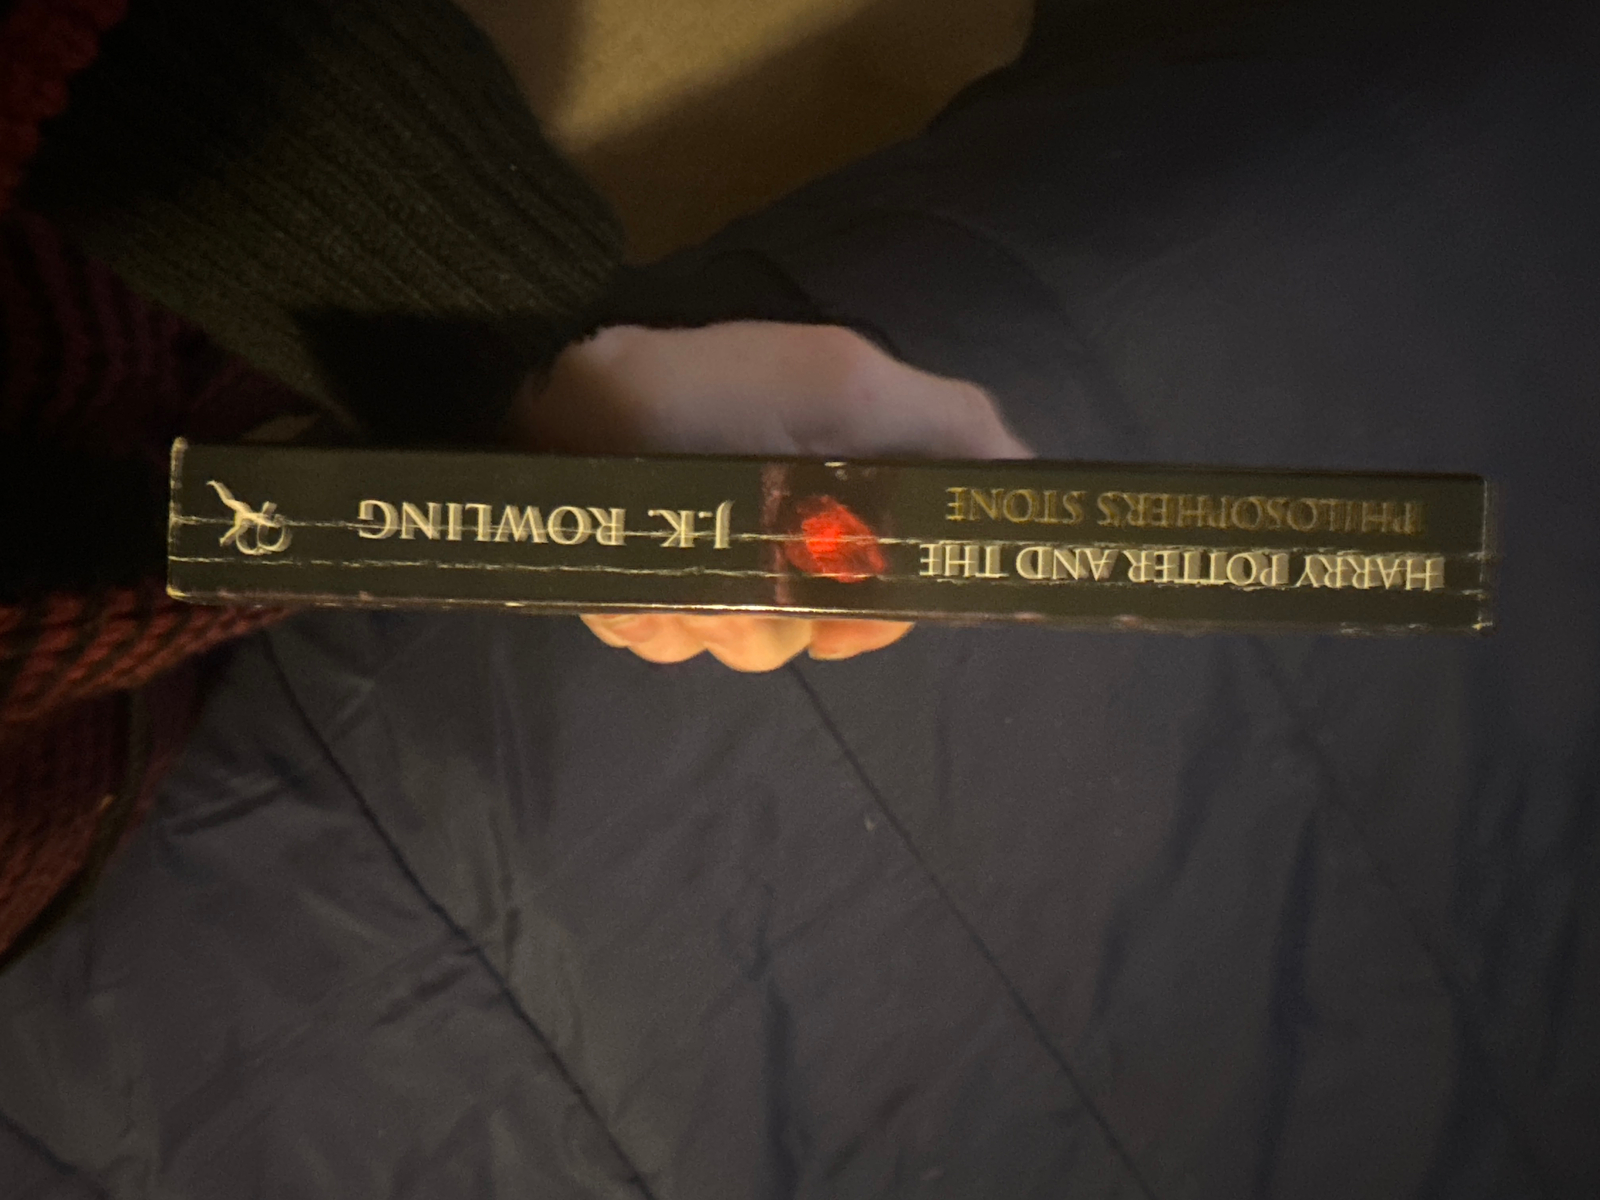 HARRY POTTER AND THE
PHILOSOPHER'S STONE
J.K. ROWLING